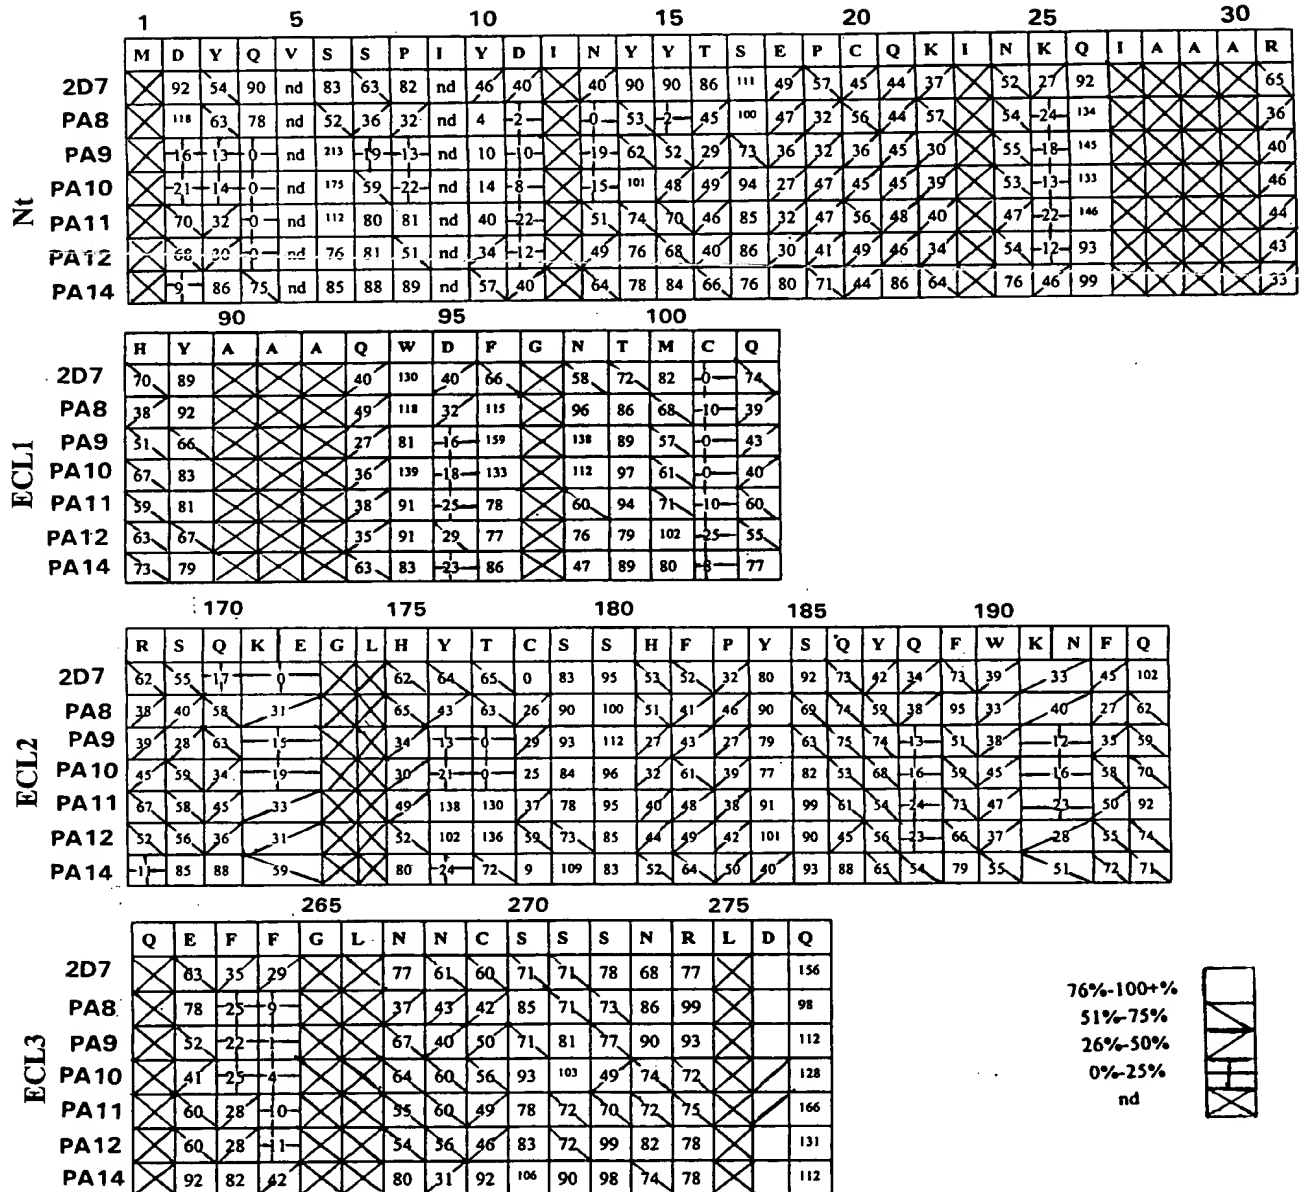 1 5 10 15 20 25 30
M D Y Q V S S P I Y D I N Y Y T S E P C Q K I N K Q I A A A R
Nt
2D7 92 54 90 nd 83 63 82 nd 46 40 40 90 90 86 111 49 57 45 44 37 52 27 92 65
PA8 118 63 78 nd 52 36 32 nd 4 2 0 53 2 45 100 47 32 56 44 57 54 24 134 36
PA9 16 13 0 nd 213 19 13 nd 10 10 19 62 52 29 73 36 32 36 45 30 55 18 145 40
PA10 21 14 0 nd 175 59 22 nd 14 8 15 101 48 49 94 27 47 45 45 39 53 13 133 46
PA11 70 32 0 nd 112 80 81 nd 40 22 51 74 70 46 85 32 47 56 48 40 47 22 146 44
PA12 68 30 0 nd 76 81 51 nd 34 12 49 76 68 40 86 30 41 49 46 34 54 12 93 43
PA14 9 86 75 nd 85 88 89 nd 57 40 64 78 84 66 76 80 71 44 86 64 76 46 99 33
90 95 100
H Y A A A Q W D F G N T M C Q
ECL1
2D7 70 89 40 130 40 66 58 72 82 0 74
PA8 38 92 49 118 32 115 96 86 68 10 39
PA9 51 66 27 81 16 159 138 89 57 0 43
PA10 67 83 36 139 18 133 112 97 61 0 40
PA11 59 81 38 91 25 78 60 94 71 10 60
PA12 63 67 35 91 29 77 76 79 102 25 55
PA14 73 79 63 83 23 86 47 89 80 8 77
170 175 180 185 190
R S Q K E G L H Y T C S S H F P Y S Q Y Q F W K N F Q
ECL2
2D7 62 55 17 0 62 64 65 0 83 95 53 52 32 80 92 73 42 34 73 39 33 45 102
PA8 38 40 58 31 65 43 63 26 90 100 51 41 46 90 69 74 59 38 95 33 40 27 62
PA9 39 28 63 15 34 13 0 29 93 112 27 43 27 79 63 75 74 13 51 38 12 35 59
PA10 45 59 34 19 30 21 0 25 84 96 32 61 39 77 82 53 68 16 59 45 16 58 70
PA11 67 58 45 33 49 138 130 37 78 95 40 48 38 91 99 61 54 24 73 47 23 50 92
PA12 52 56 36 31 52 102 136 59 73 85 44 49 42 101 90 45 56 23 66 37 28 55 74
PA14 1 85 88 59 80 24 72 9 109 83 52 64 50 40 93 88 65 54 79 55 51 72 71
265 270 275
Q E F F G L N N C S S S N R L D Q
ECL3
2D7 63 35 29 77 61 60 71 71 78 68 77 156
PA8 78 25 9 37 43 42 85 71 73 86 99 98
PA9 52 22 1 67 40 50 71 81 77 90 93 112
PA10 41 25 4 64 60 56 93 103 49 74 72 128
PA11 60 28 10 55 60 49 78 72 70 72 75 166
PA12 60 28 11 54 56 46 83 72 99 82 78 131
PA14 92 82 42 80 31 92 106 90 98 74 78 112
76%-100+%
51%-75%
26%-50%
0%-25%
nd